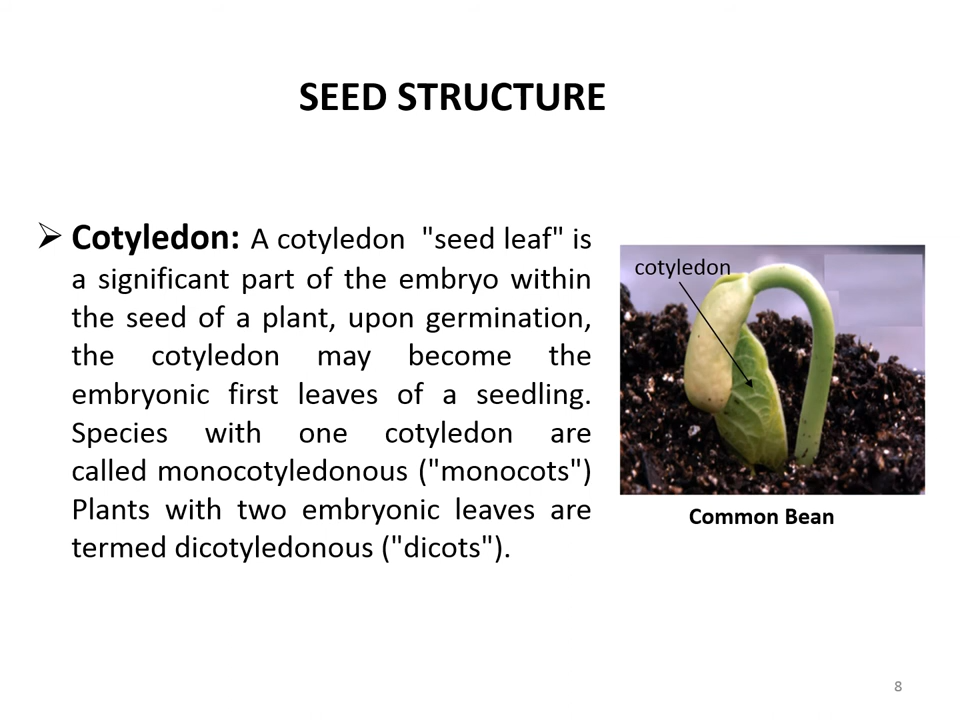 SEED STRUCTURE
➢ Cotyledon: A cotyledon "seed leaf" is
a significant part of the embryo within
the seed of a plant, upon germination,
the cotyledon may become the
embryonic first leaves of a seedling.
Species with one cotyledon are
called monocotyledonous ("monocots")
Plants with two embryonic leaves are
termed dicotyledonous ("dicots").
cotyledon
Common Bean
8